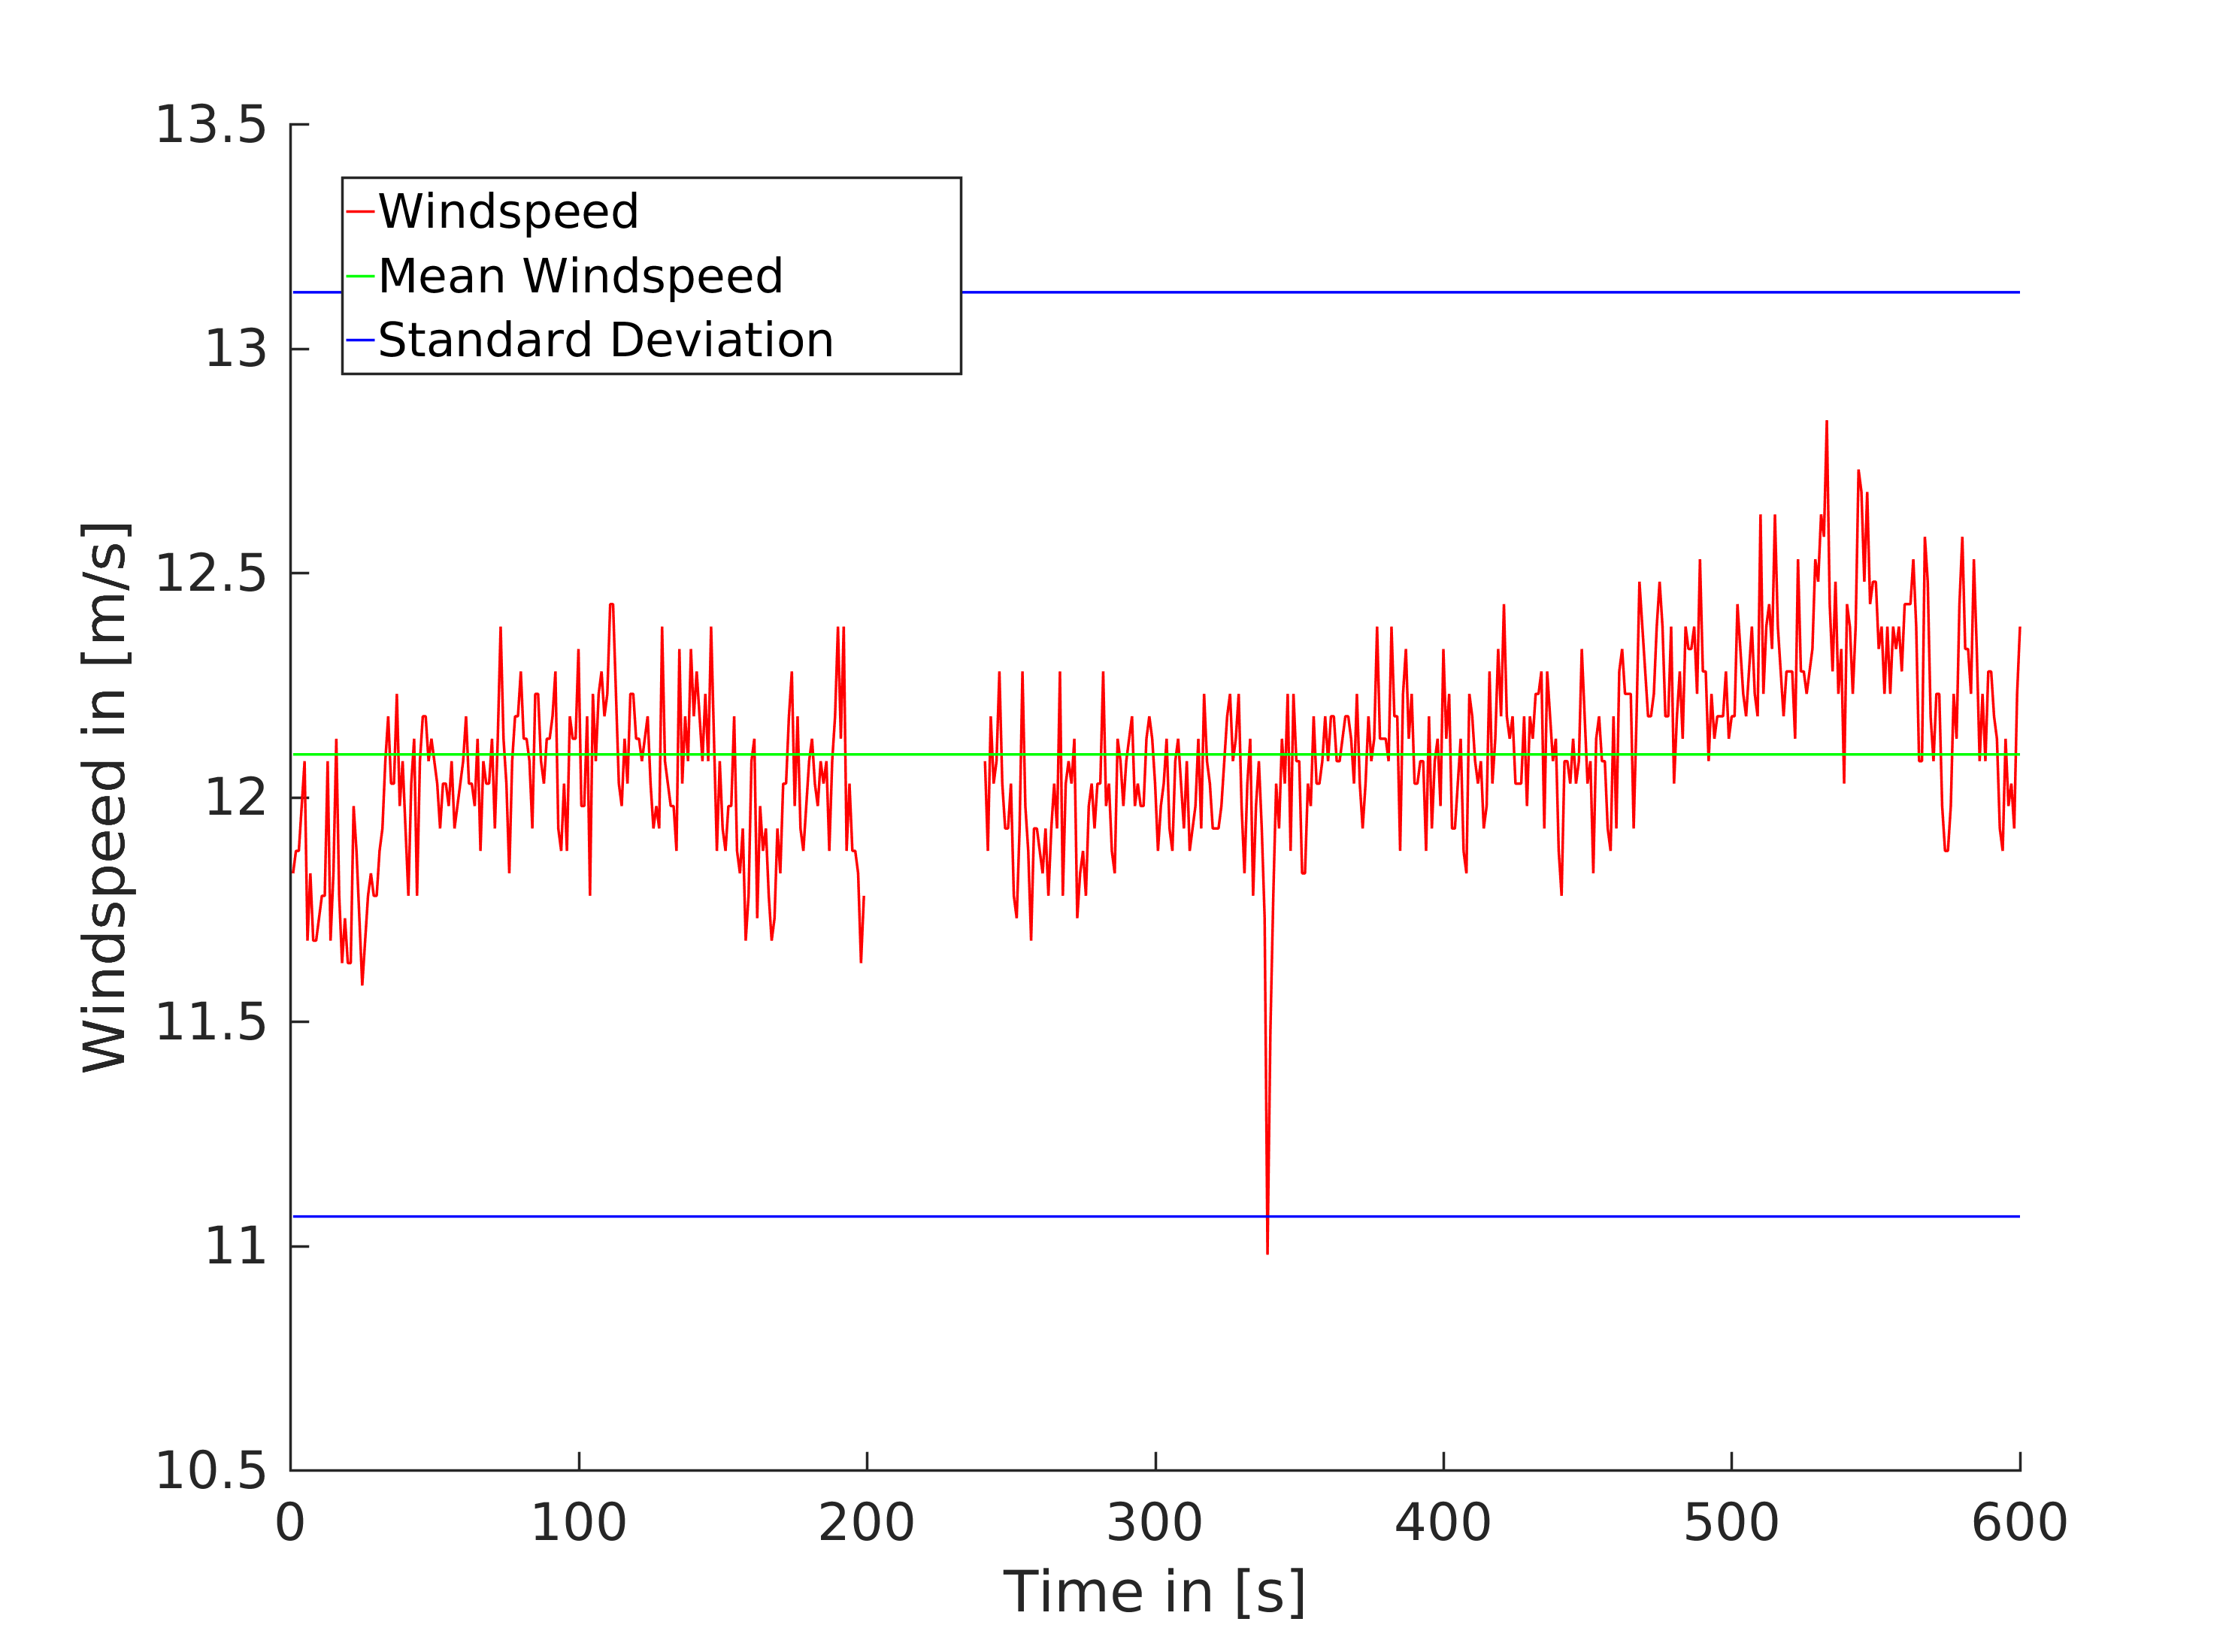 13.5
Windspeed
Mean Windspeed
13
Standard Deviation
12.5
12
11.5
11
10.5
Windspeed in [m/s]
0 100 200 300 400 500 600
Time in [s]